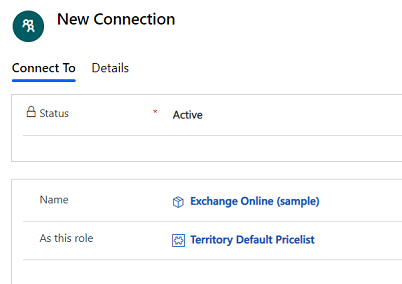 New Connection
Connect To Details
Status * Active
Name Exchange Online (sample)
As this role Territory Default Pricelist